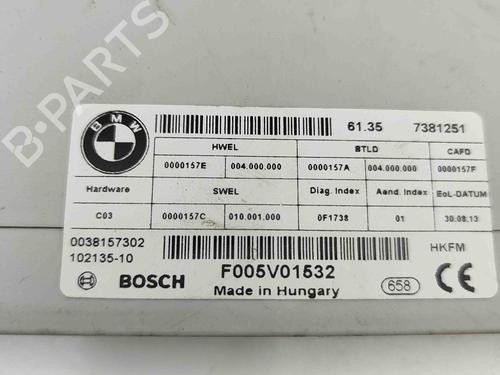 B-PARTS
BMW
61.35 7381251
HWEL BTLD CAFD
0000157E 004.000.000 0000157A 004.000.000 0000157F
Hardware SWEL Diag. Index Aend. Index EoL-DATUM
C03 0000157C 010.001.000 0F1738 01 30.08.13
0038157302 HKFM
102135-10
BOSCH F005V01532 658 CE
Made in Hungary